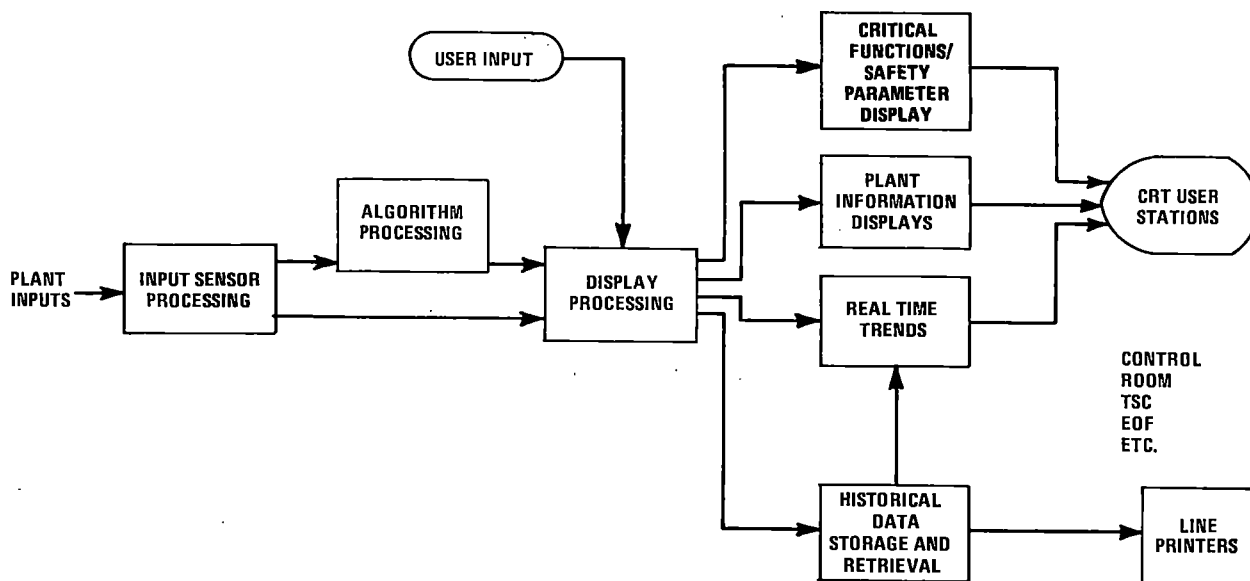 USER INPUT
CRITICAL
FUNCTIONS/
SAFETY
PARAMETER
DISPLAY
ALGORITHM
PROCESSING
PLANT
INFORMATION
DISPLAYS
CRT USER
STATIONS
PLANT
INPUTS
INPUT SENSOR
PROCESSING
DISPLAY
PROCESSING
REAL TIME
TRENDS
CONTROL
ROOM
TSC
EOF
ETC.
HISTORICAL
DATA
STORAGE AND
RETRIEVAL
LINE
PRINTERS